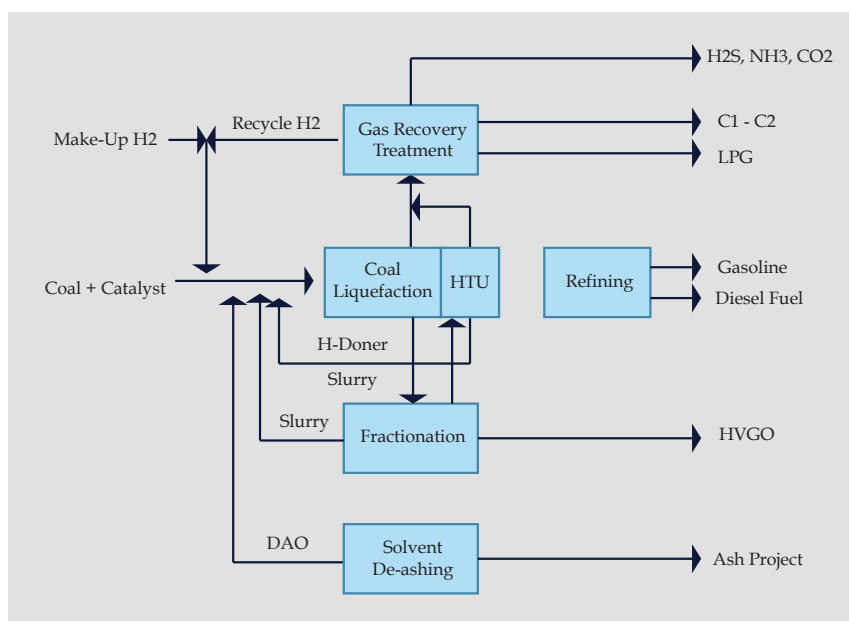 H2S, NH3, CO2
Make-Up H2
Recycle H2
Gas Recovery
Treatment
C1 - C2
LPG
Coal + Catalyst
Coal
Liquefaction
HTU
Refining
Gasoline
Diesel Fuel
H-Doner
Slurry
Slurry
Fractionation
HVGO
DAO
Solvent
De-ashing
Ash Project